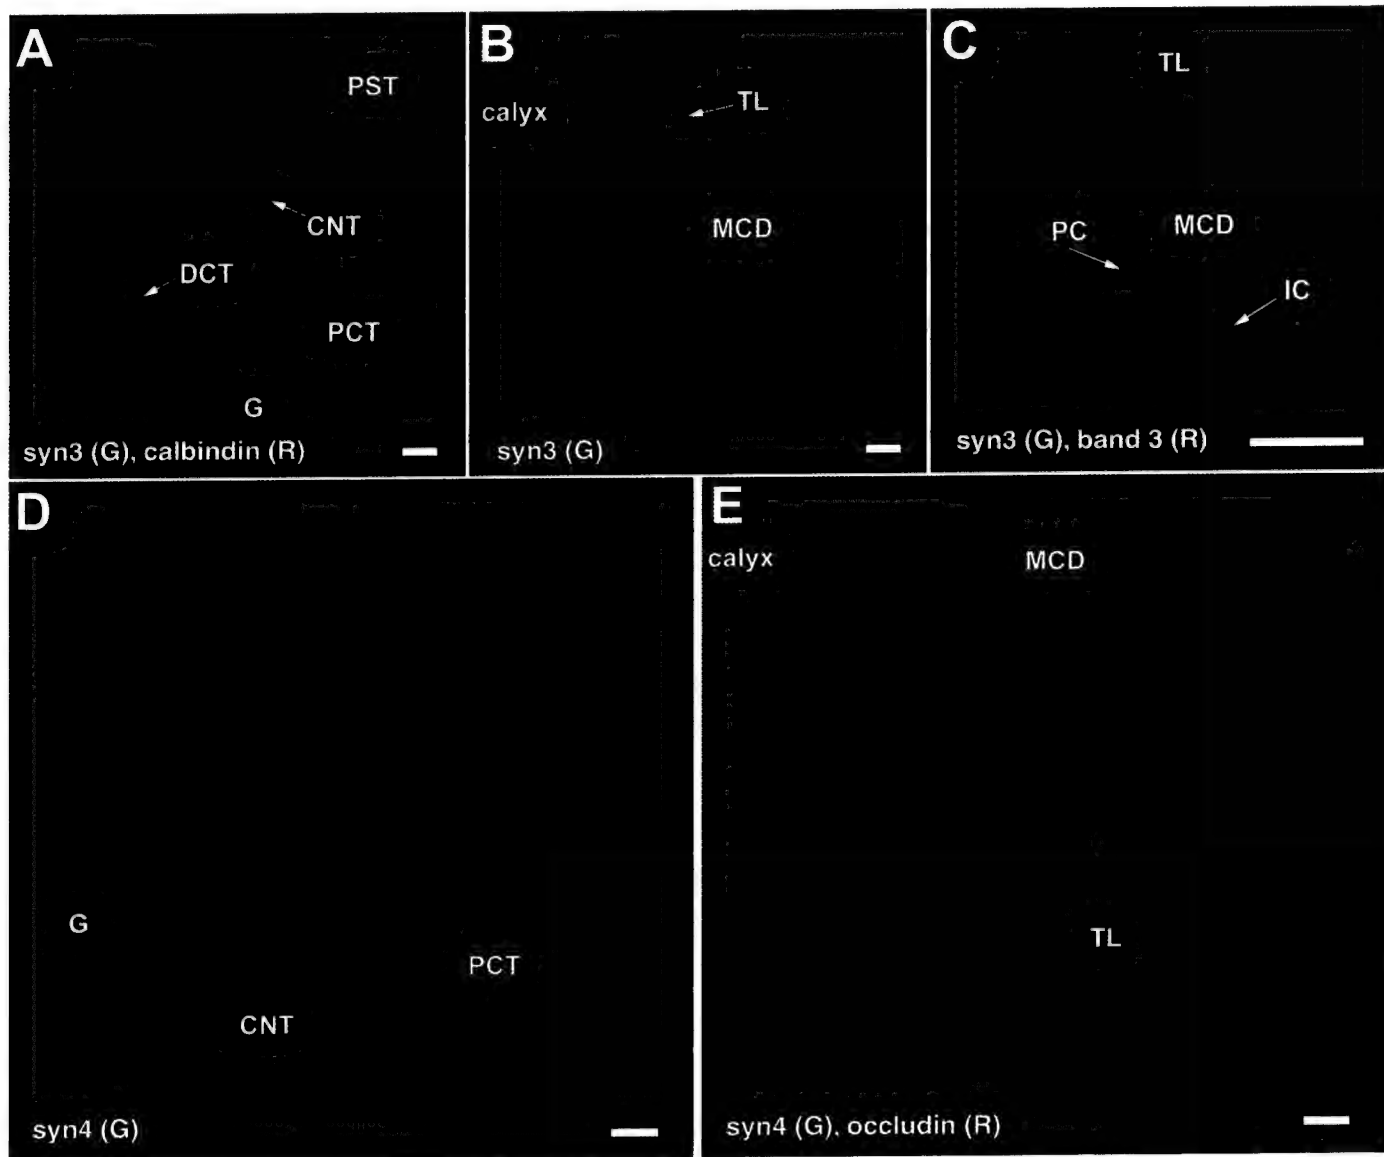 A
PST
CNT
DCT
PCT
G
syn3 (G), calbindin (R)
B
calyx
TL
MCD
syn3 (G)
C
TL
PC
MCD
IC
syn3 (G), band 3 (R)
D
G
PCT
CNT
syn4 (G)
E
calyx
MCD
TL
syn4 (G), occludin (R)